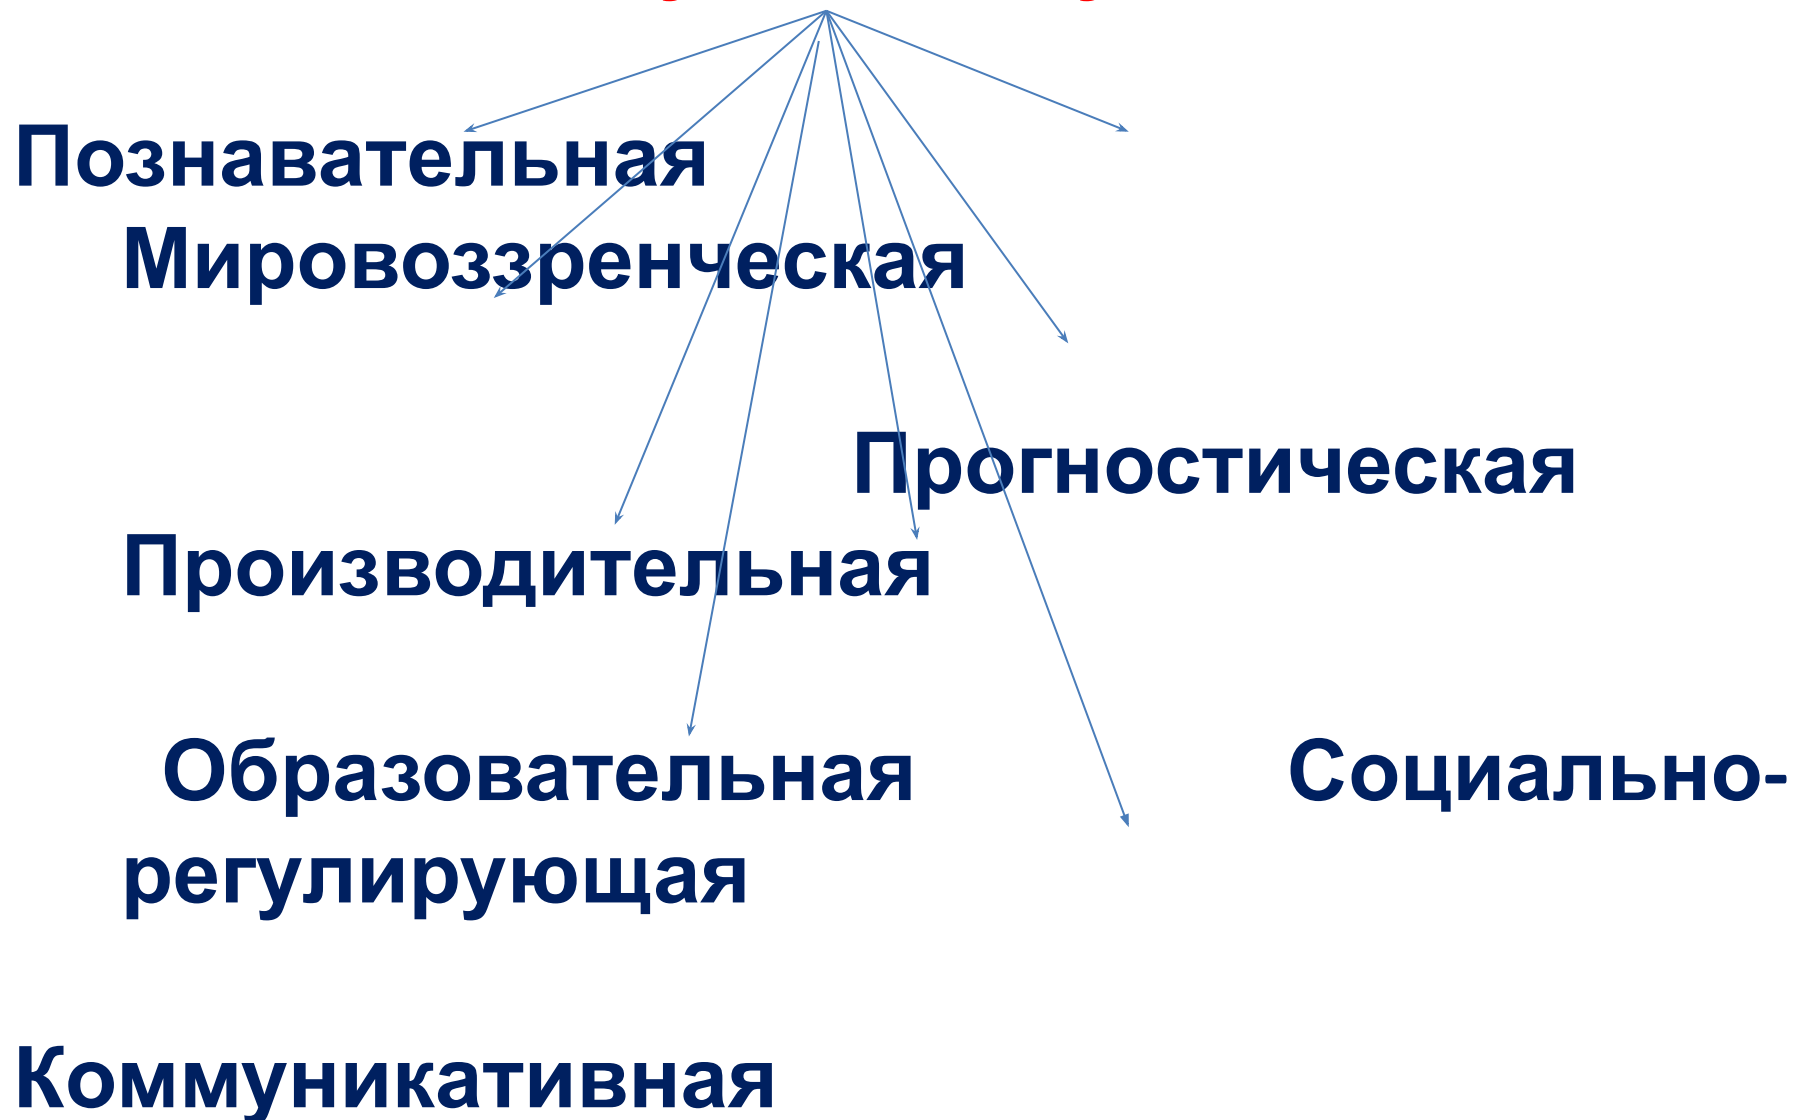 Познавательная
Мировоззренческая
Прогностическая
Производительная
Образовательная Социально-
регулирующая
Коммуникативная